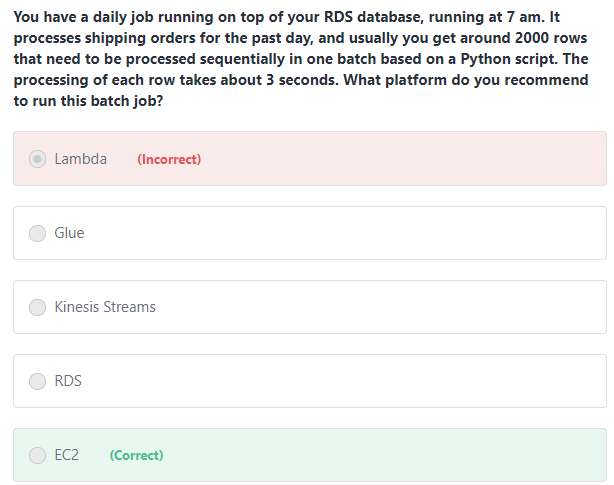 You have a daily job running on top of your RDS database, running at 7 am. It
processes shipping orders for the past day, and usually you get around 2000 rows
that need to be processed sequentially in one batch based on a Python script. The
processing of each row takes about 3 seconds. What platform do you recommend
to run this batch job?
Lambda (Incorrect)
Glue
Kinesis Streams
RDS
EC2 (Correct)